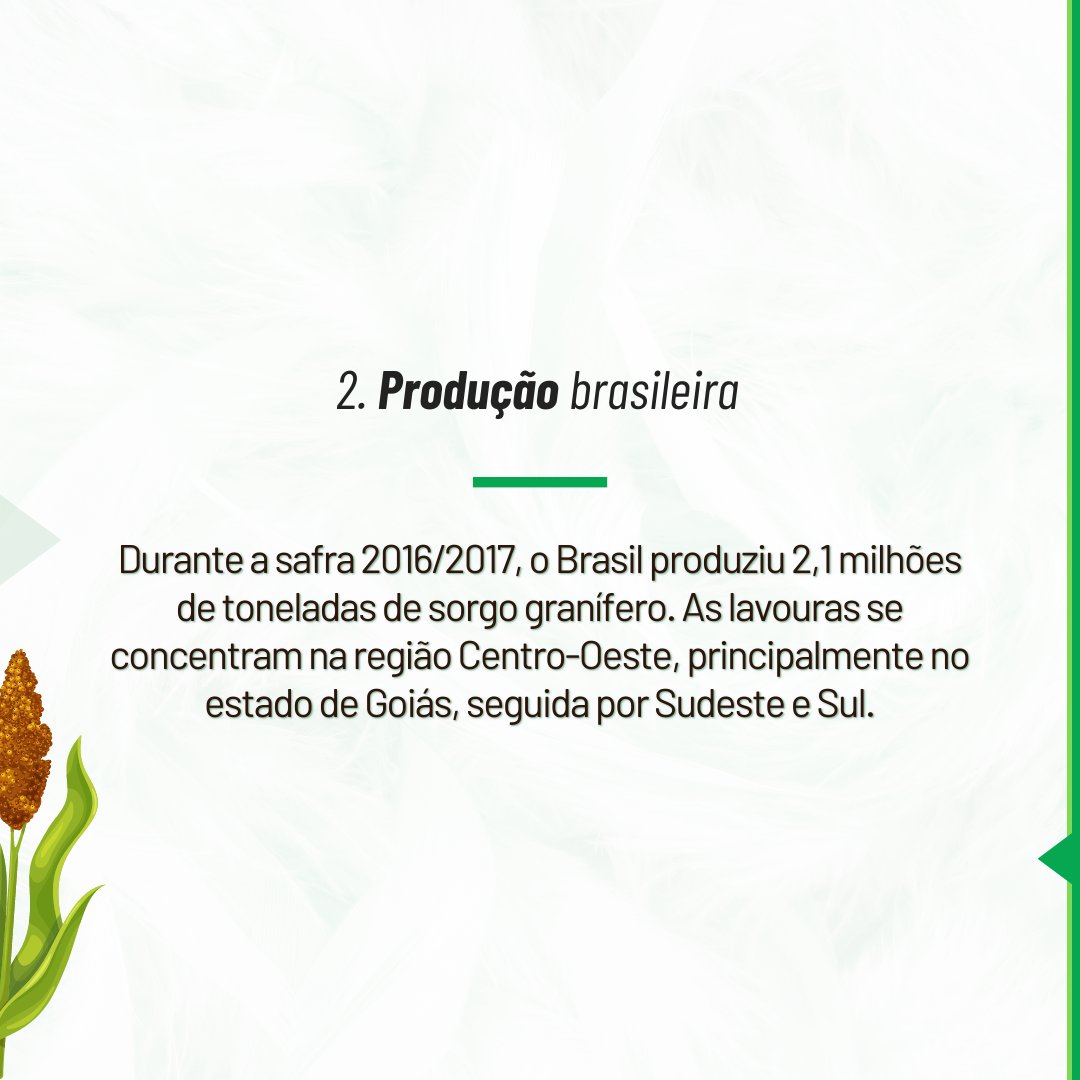 2. Produção brasileira
Durante a safra 2016/2017, o Brasil produziu 2,1 milhões
de toneladas de sorgo granífero. As lavouras se
concentram na região Centro-Oeste, principalmente no
estado de Goiás, seguida por Sudeste e Sul.